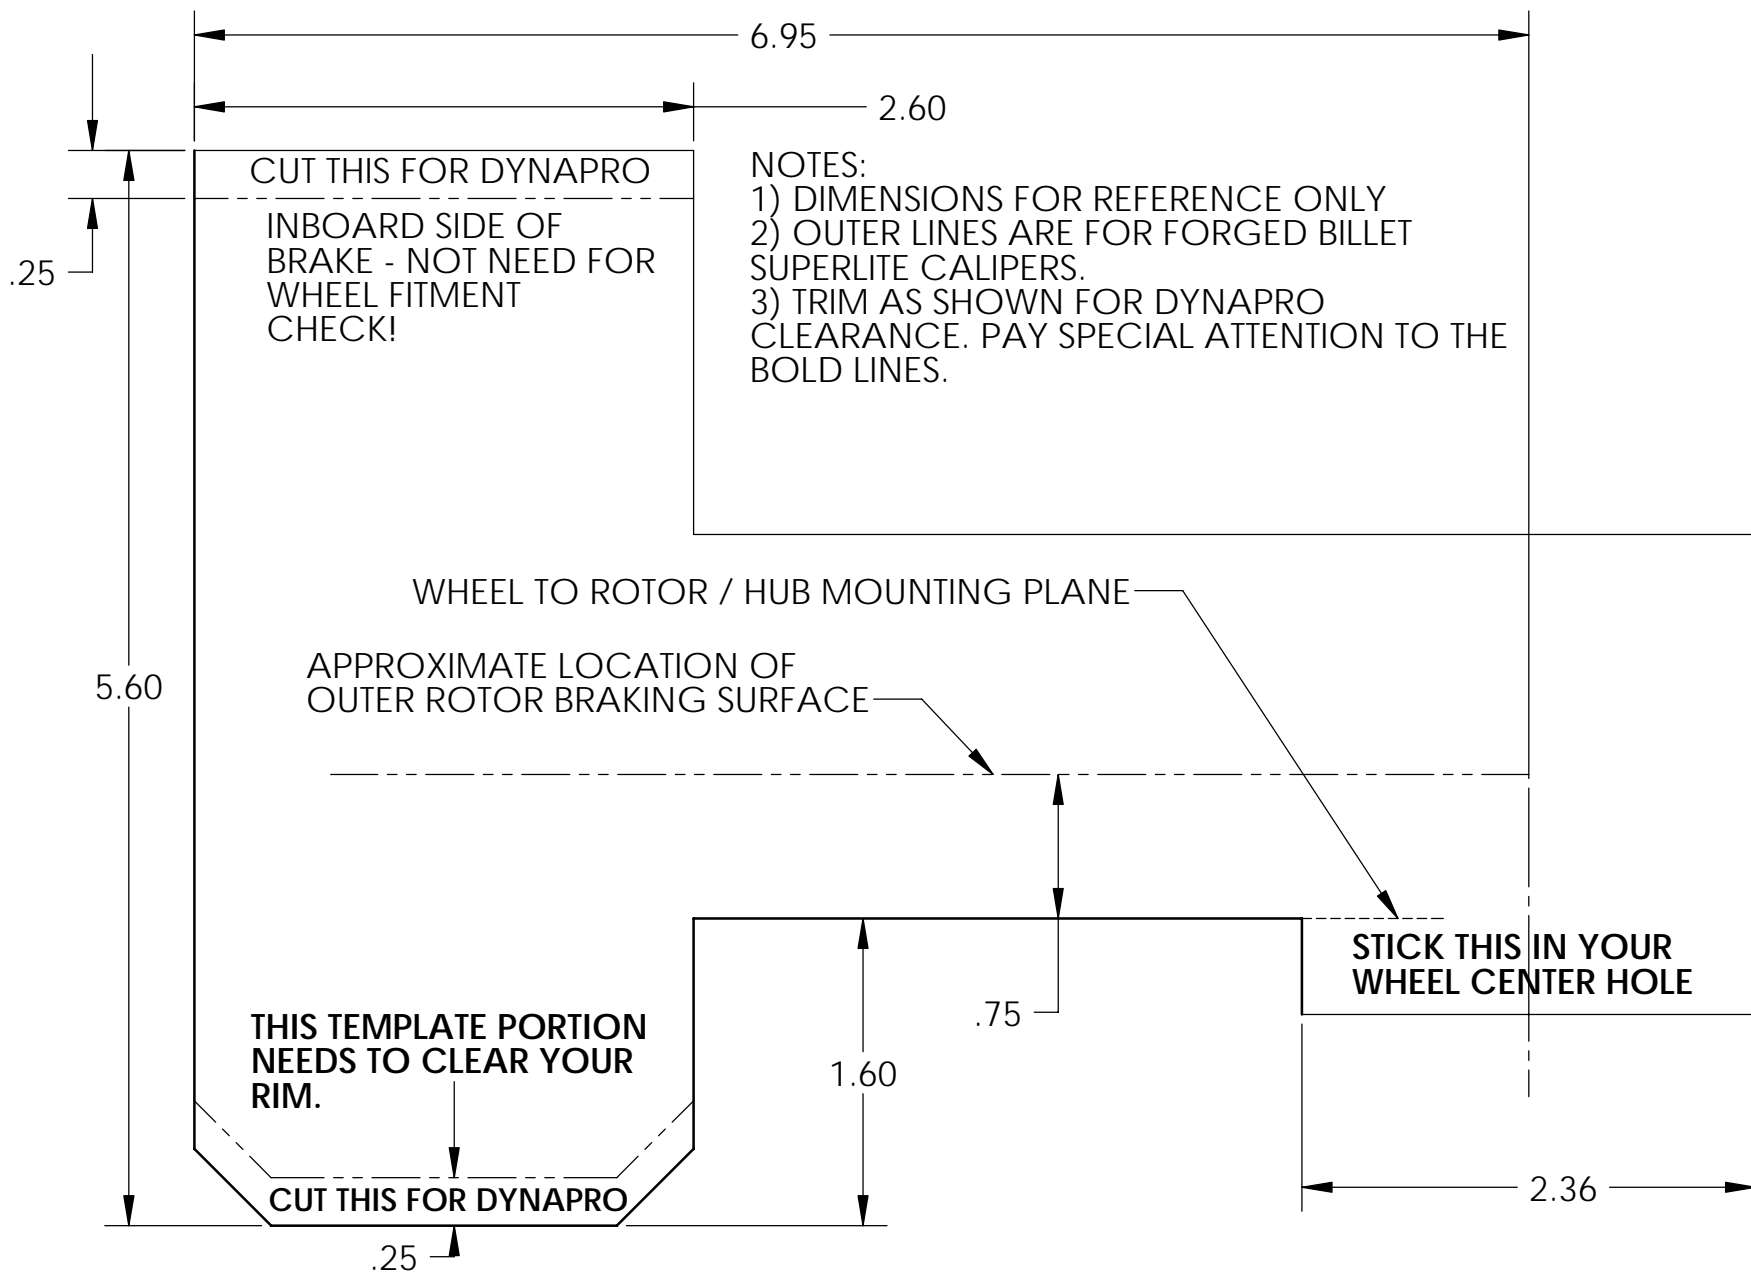 6.95
2.60
CUT THIS FOR DYNAPRO
.25
INBOARD SIDE OF
BRAKE - NOT NEED FOR
WHEEL FITMENT
CHECK!
NOTES:
1) DIMENSIONS FOR REFERENCE ONLY
2) OUTER LINES ARE FOR FORGED BILLET
SUPERLITE CALIPERS.
3) TRIM AS SHOWN FOR DYNAPRO
CLEARANCE. PAY SPECIAL ATTENTION TO THE
BOLD LINES.
WHEEL TO ROTOR / HUB MOUNTING PLANE
APPROXIMATE LOCATION OF
OUTER ROTOR BRAKING SURFACE
5.60
STICK THIS IN YOUR
WHEEL CENTER HOLE
.75
THIS TEMPLATE PORTION
NEEDS TO CLEAR YOUR
RIM.
1.60
2.36
CUT THIS FOR DYNAPRO
.25